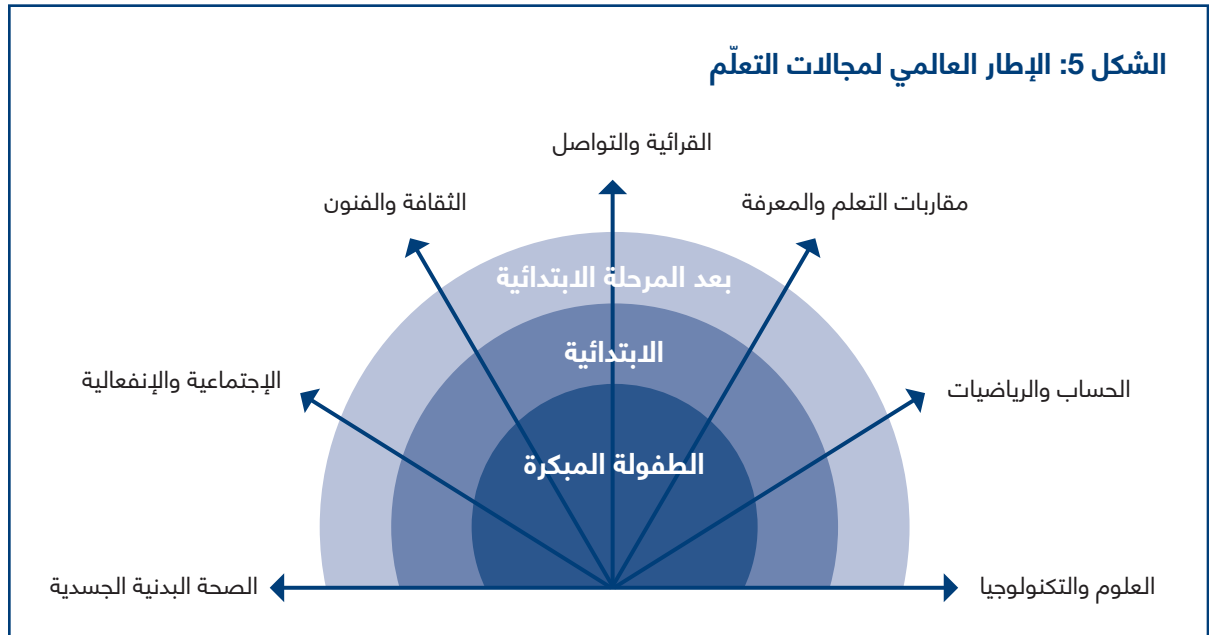 الشكل 5: الإطار العالمي لمجالات التعلّم
القرائية والتواصل
مقاربات التعلم والمعرفة
الثقافة والفنون
بعد المرحلة الابتدائية
الابتدائية
الحساب والرياضيات
الإجتماعية والإنفعالية
الطفولة المبكرة
العلوم والتكنولوجيا
الصحة البدنية الجسدية